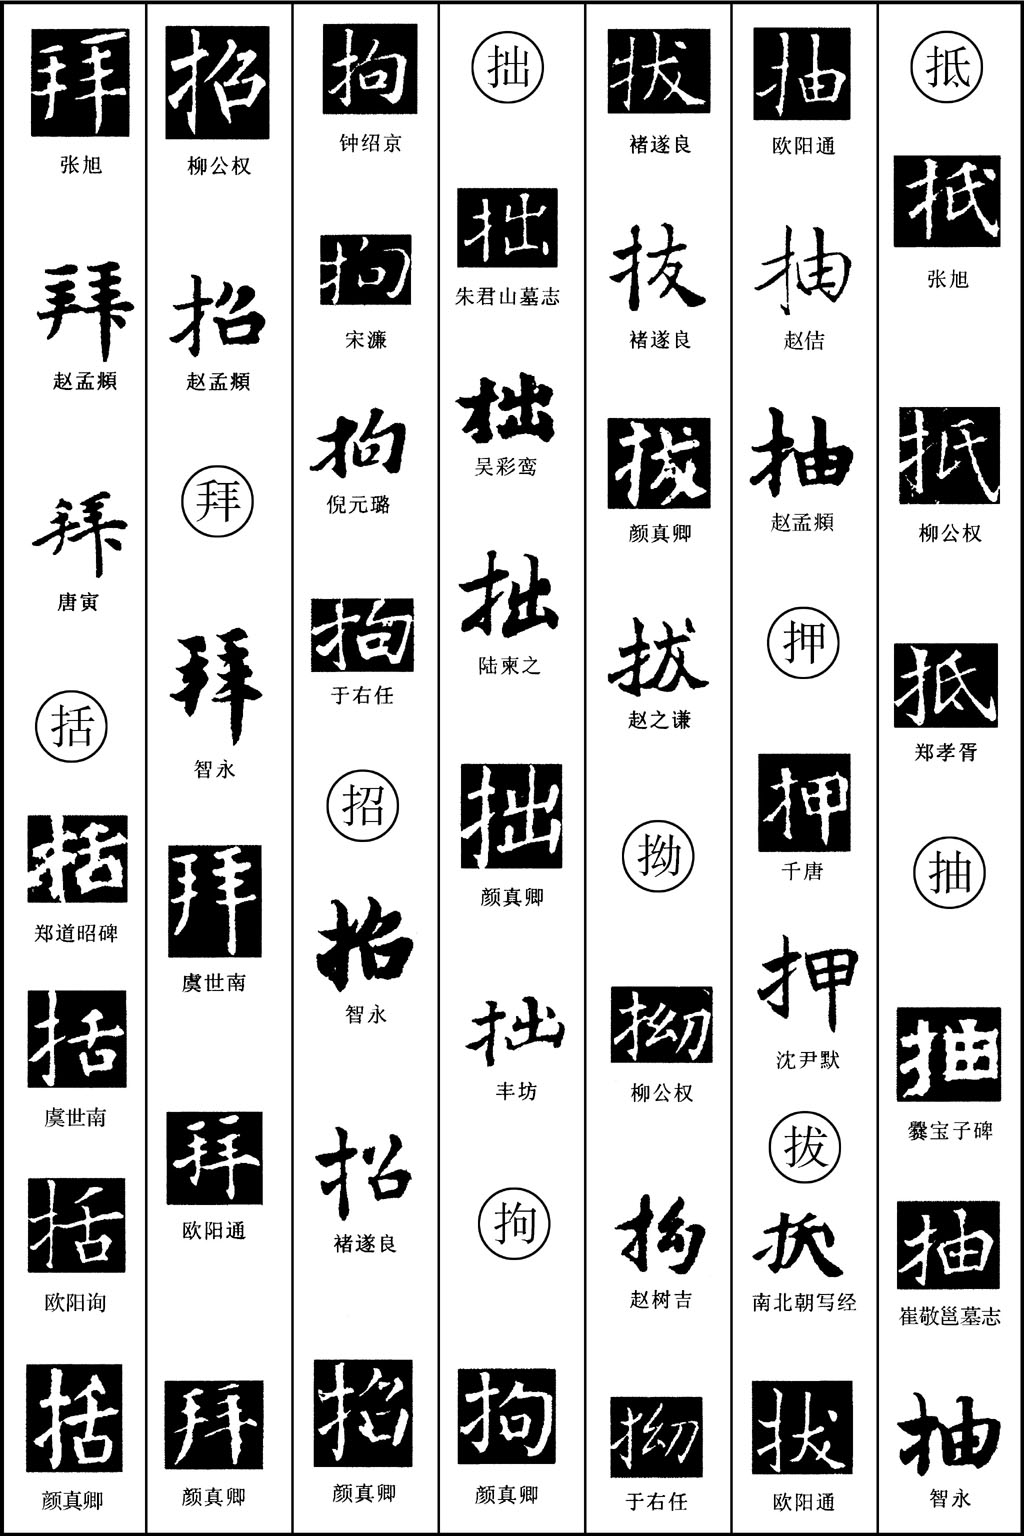 抵
抵
张旭
抵
柳公权
抵
郑孝胥
抽
抽
爨宝子碑
抽
崔敬邕墓志
抽
智永
抽
欧阳通
抽
赵佶
抽
赵孟頫
押
押
千唐
押
沈尹默
拔
拔
南北朝写经
拔
欧阳通
拔
褚遂良
拔
褚遂良
拔
颜真卿
拔
赵之谦
拗
拗
柳公权
拗
赵树吉
拗
于右任
拙
拙
朱君山墓志
拙
吴彩鸾
拙
陆柬之
拙
颜真卿
拙
丰坊
拘
拘
颜真卿
拘
钟绍京
拘
宋濂
拘
倪元璐
拘
于右任
招
招
智永
招
褚遂良
招
颜真卿
招
柳公权
招
赵孟頫
拜
拜
智永
拜
虞世南
拜
欧阳通
拜
颜真卿
拜
张旭
拜
赵孟頫
拜
唐寅
括
括
郑道昭碑
括
虞世南
括
欧阳询
括
颜真卿